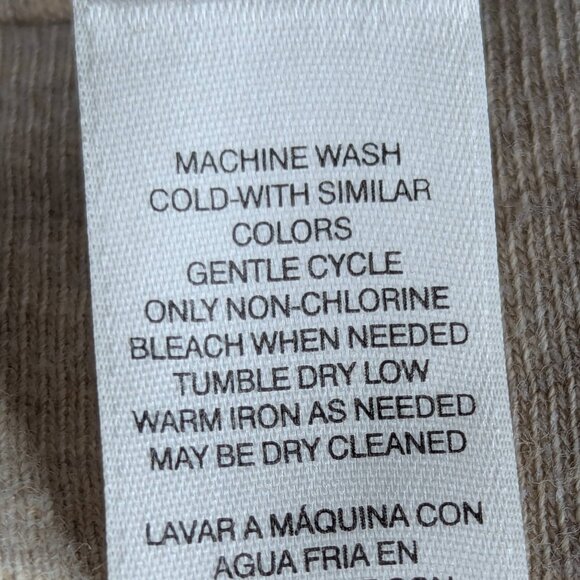 MACHINE WASH
COLD-WITH SIMILAR
COLORS
GENTLE CYCLE
ONLY NON-CHLORINE
BLEACH WHEN NEEDED
TUMBLE DRY LOW
WARM IRON AS NEEDED
MAY BE DRY CLEANED
LAVAR A MÁQUINA CON
AGUA FRIA EN